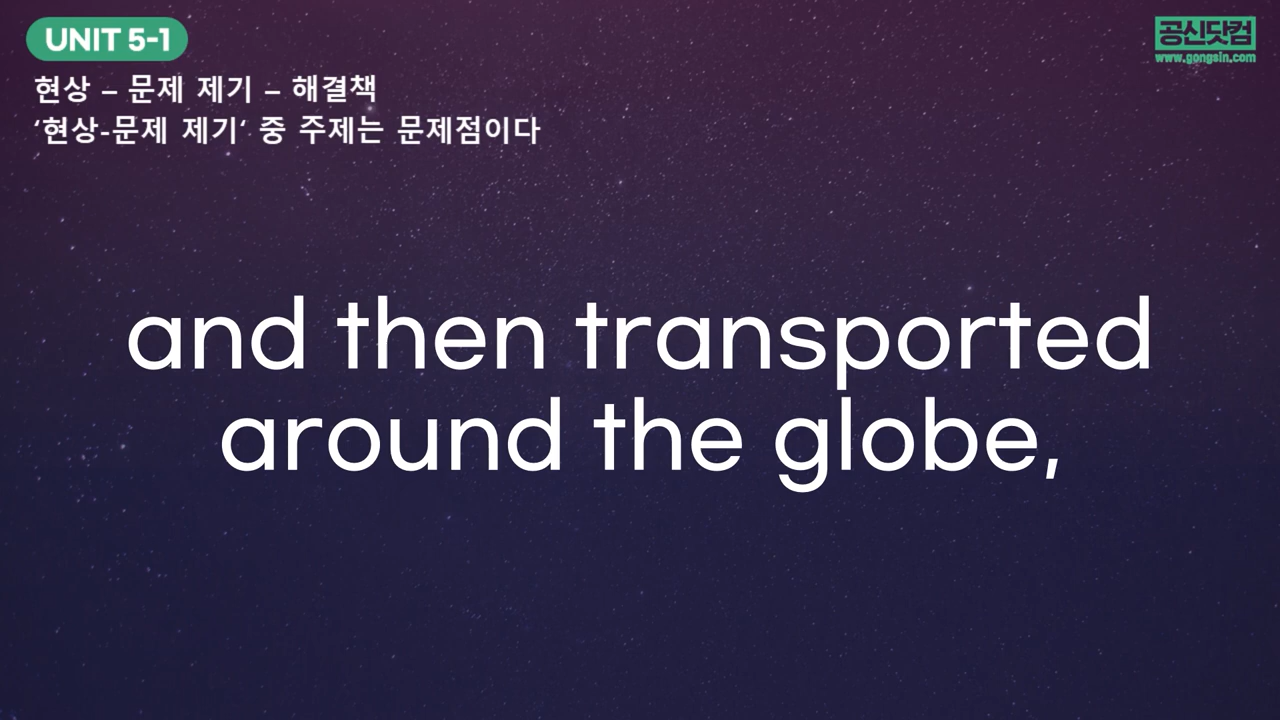 UNIT 5-1
현상 – 문제 제기 – 해결책
‘현상-문제 제기‘ 중 주제는 문제점이다
공신닷컴
www.gongsin.com
and then transported
around the globe,